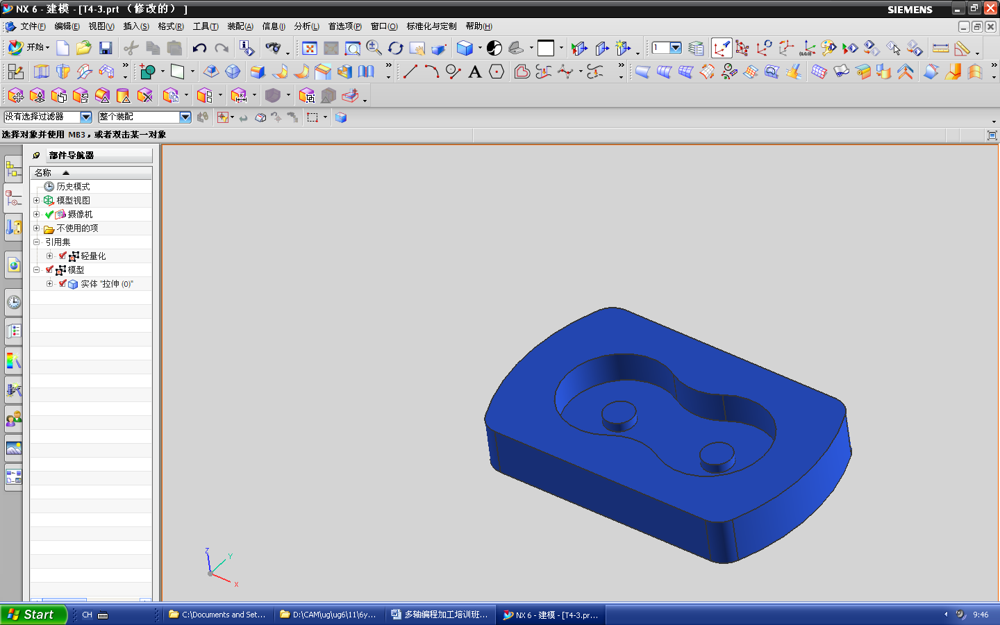 NX 6 - 建模 - [T4-3.prt （修改的） ]
SIEMENS
文件(F) 编辑(E) 视图(V) 插入(S) 格式(R) 工具(T) 装配(A) 信息(I) 分析(L) 首选项(P) 窗口(O) 标准化与定制 帮助(H)
开始 1
没有选择过滤器 整个装配
选择对象并使用 MB3，或者双击某一对象
部件导航器
名称
历史模式
模型视图
摄像机
不使用的项
引用集
轻量化
模型
实体 "拉伸 (0)"
Z
Y
X
Start CH C:\Documents and Set... D:\CAM\ug\ug6\11\6y... 多轴编程加工培训班... NX 6 - 建模 - [T4-3.pr... 9:46